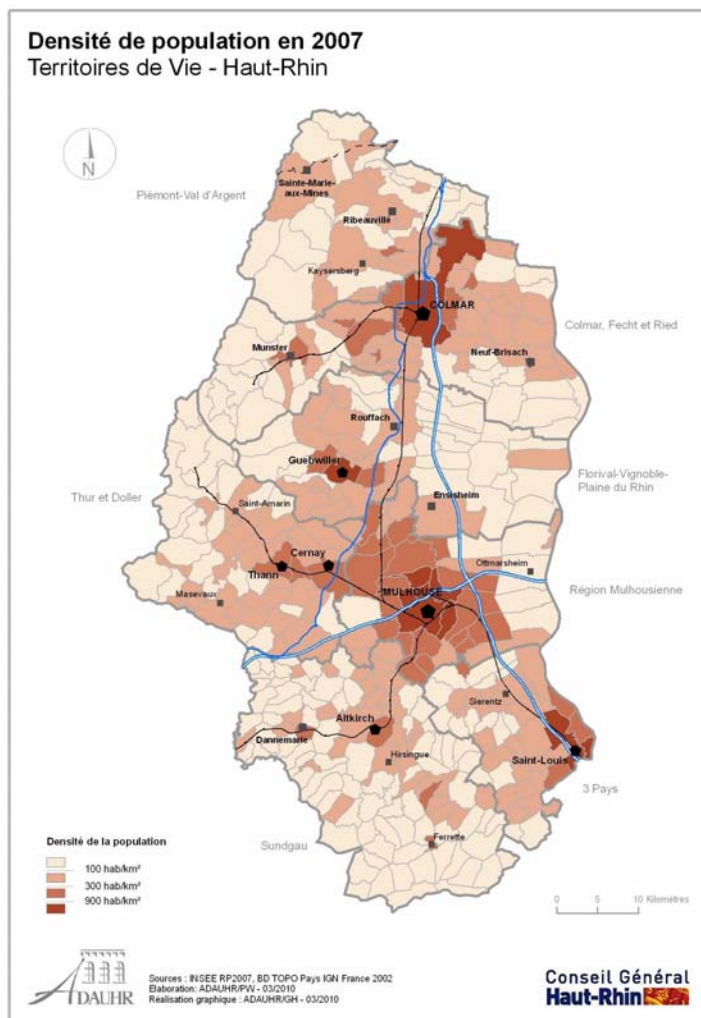 Densité de population en 2007
Territoires de Vie - Haut-Rhin
N
Sainte-Marie-
aux-Mines
Piémont-Val d'Argent
Ribeauvillé
Kaysersberg
COLMAR
Colmar, Fecht et Ried
Munster
Neuf-Brisach
Rouffach
Guebwiller
Florival-Vignoble-
Plaine du Rhin
Thur et Doller
Saint-Amarin
Ensisheim
Cernay
Thann
Ottmarsheim
Région Mulhousienne
Masevaux
MULHOUSE
Sierentz
Altkirch
Dannemarie
Hirsingue
Saint-Louis
3 Pays
Sundgau
Ferrette
Densité de la population
100 hab/km²
300 hab/km²
900 hab/km²
0 5 10 Kilomètres
ADAUHR
Sources : INSEE RP2007, BD TOPO Pays IGN France 2002
Elaboration: ADAUHR/PW - 03/2010
Réalisation graphique : ADAUHR/GH - 03/2010
Conseil Général
Haut-Rhin